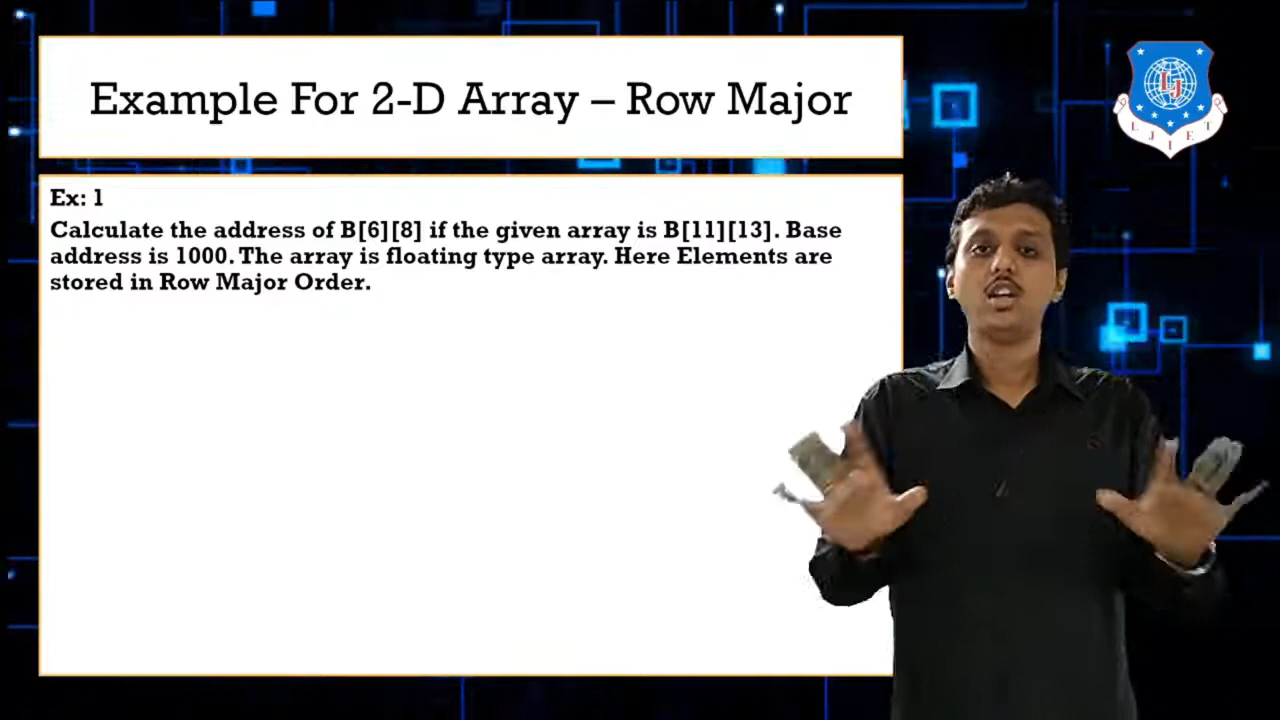 Example For 2-D Array – Row Major
Ex: 1
Calculate the address of B[6][8] if the given array is B[11][13]. Base
address is 1000. The array is floating type array. Here Elements are
stored in Row Major Order.
LJ
L J I E T